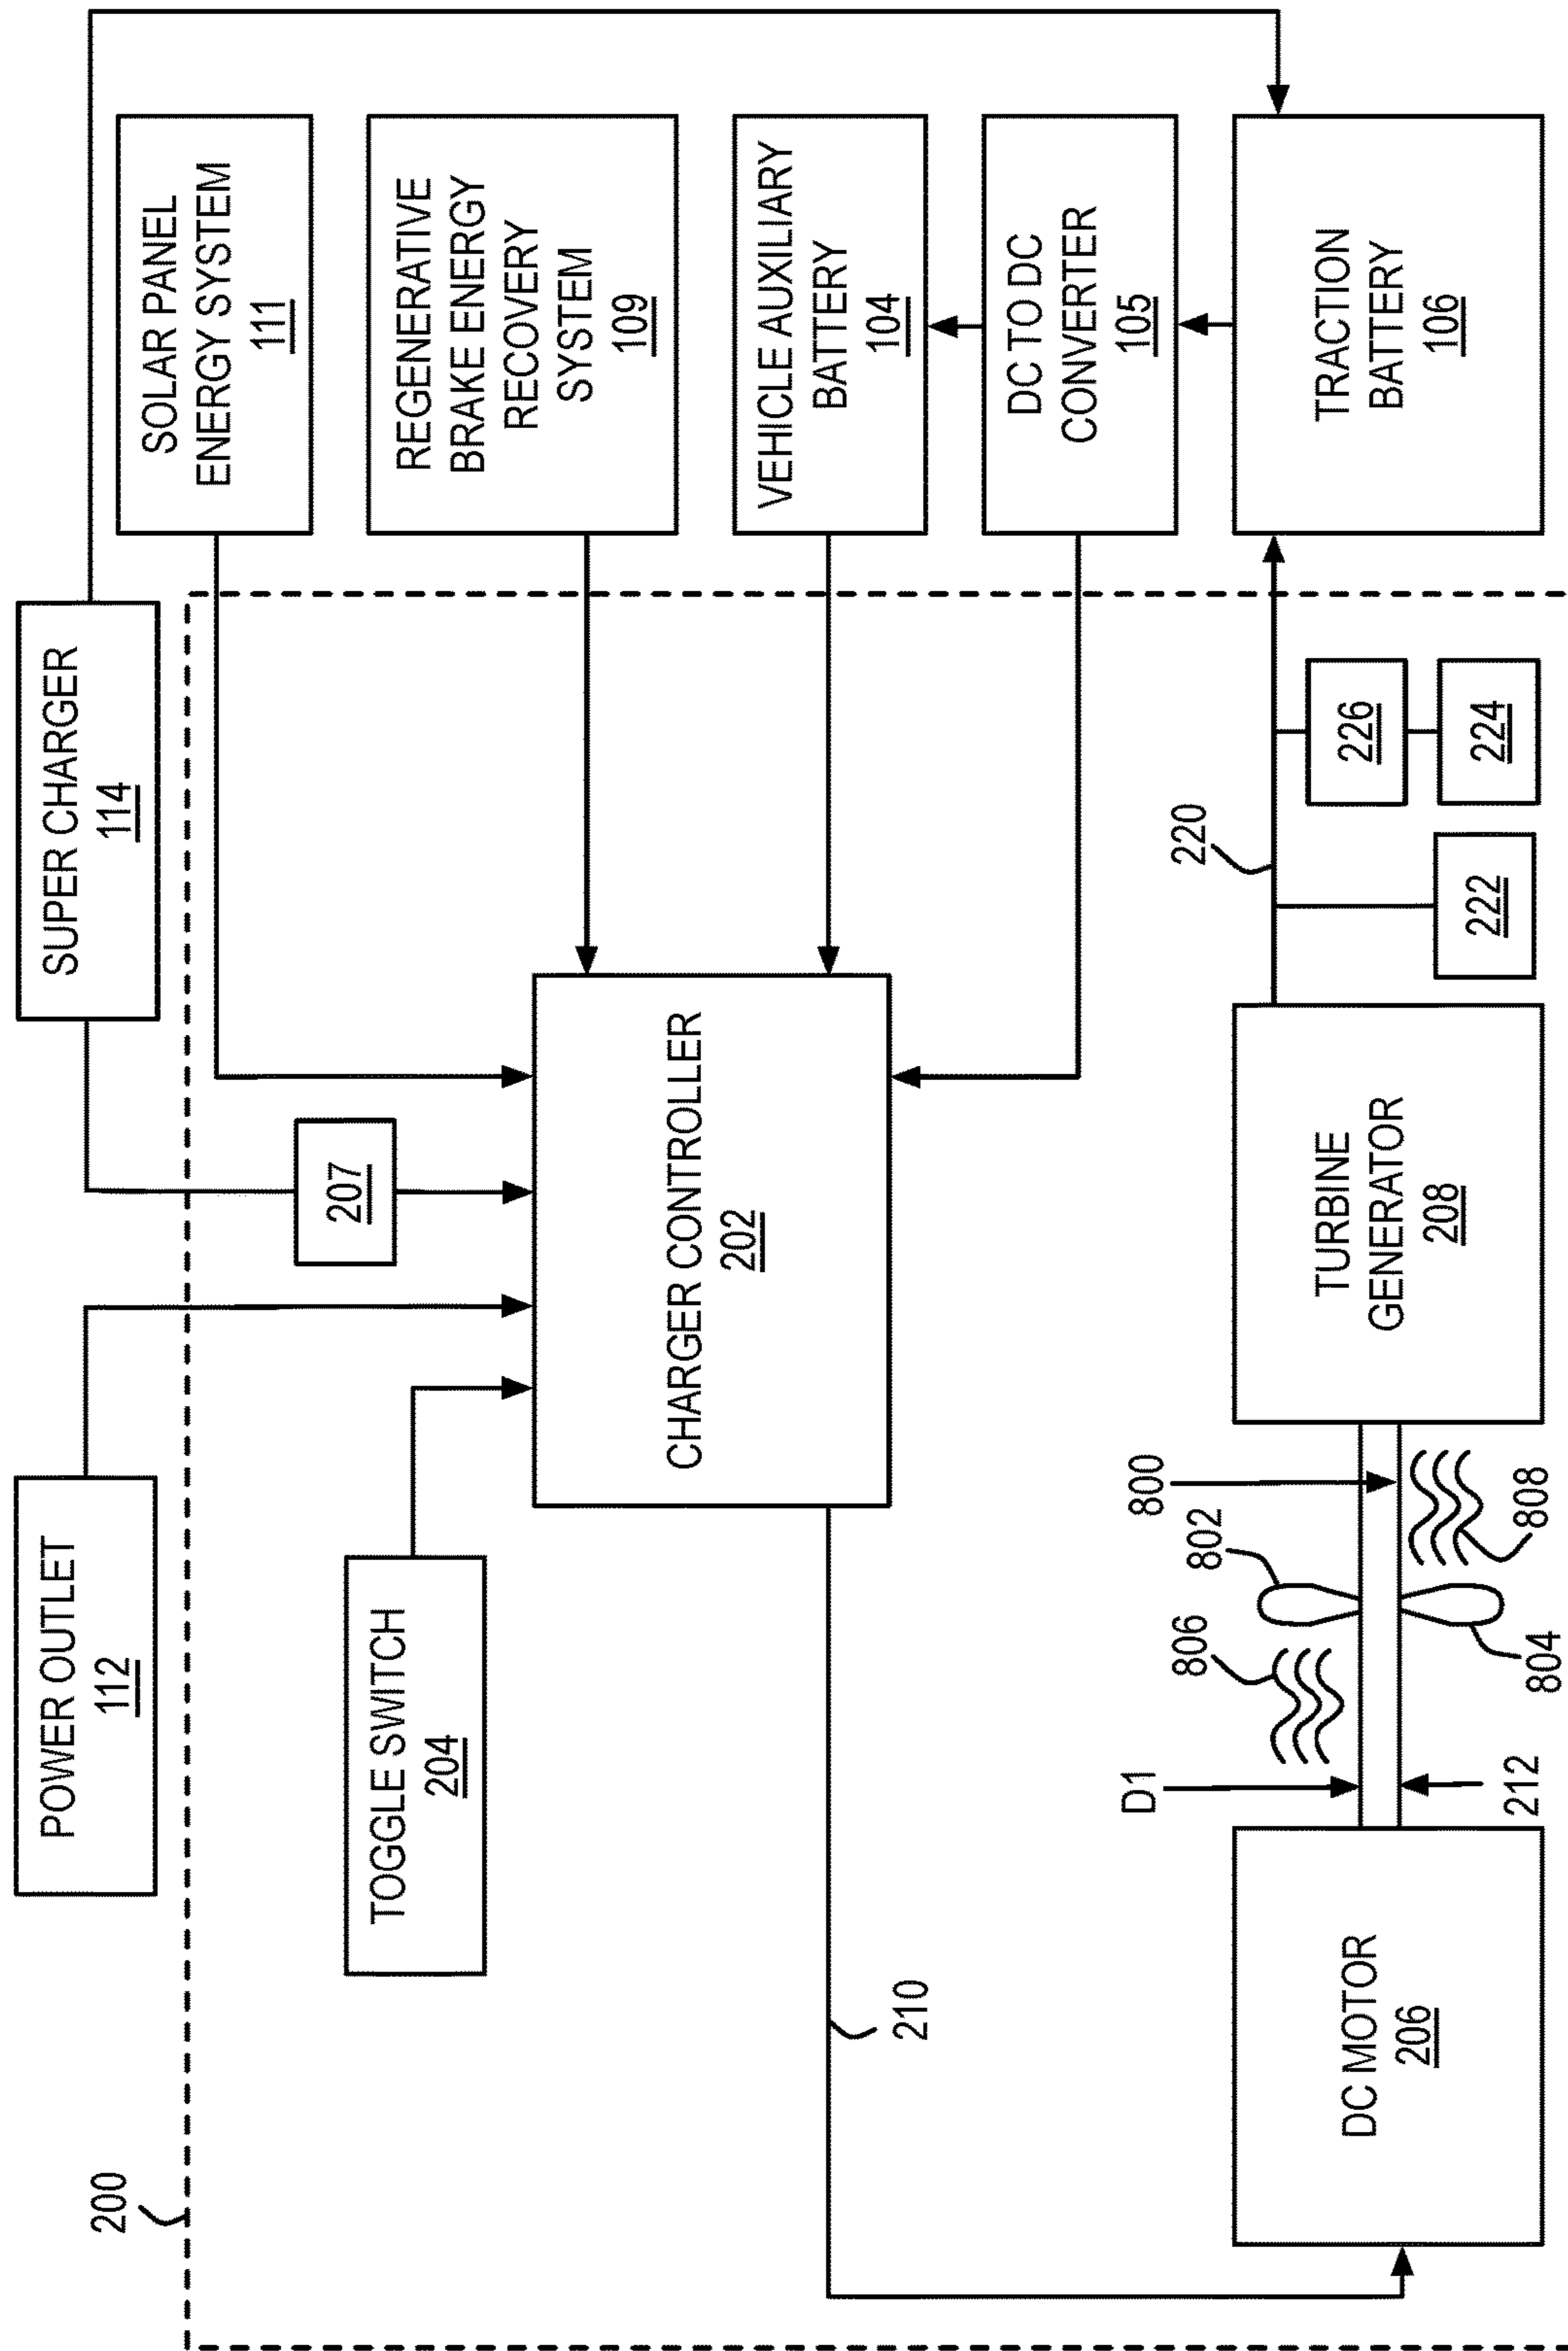 200
POWER OUTLET
112
SUPER CHARGER
114
TOGGLE SWITCH
204
207
SOLAR PANEL
ENERGY SYSTEM
111
REGENERATIVE
BRAKE ENERGY
RECOVERY
SYSTEM
109
CHARGER CONTROLLER
202
VEHICLE AUXILIARY
BATTERY
104
210
DC TO DC
CONVERTER
105
DC MOTOR
206
D1
212
806
802
804
800
808
TURBINE
GENERATOR
208
220
222
226
224
TRACTION
BATTERY
106